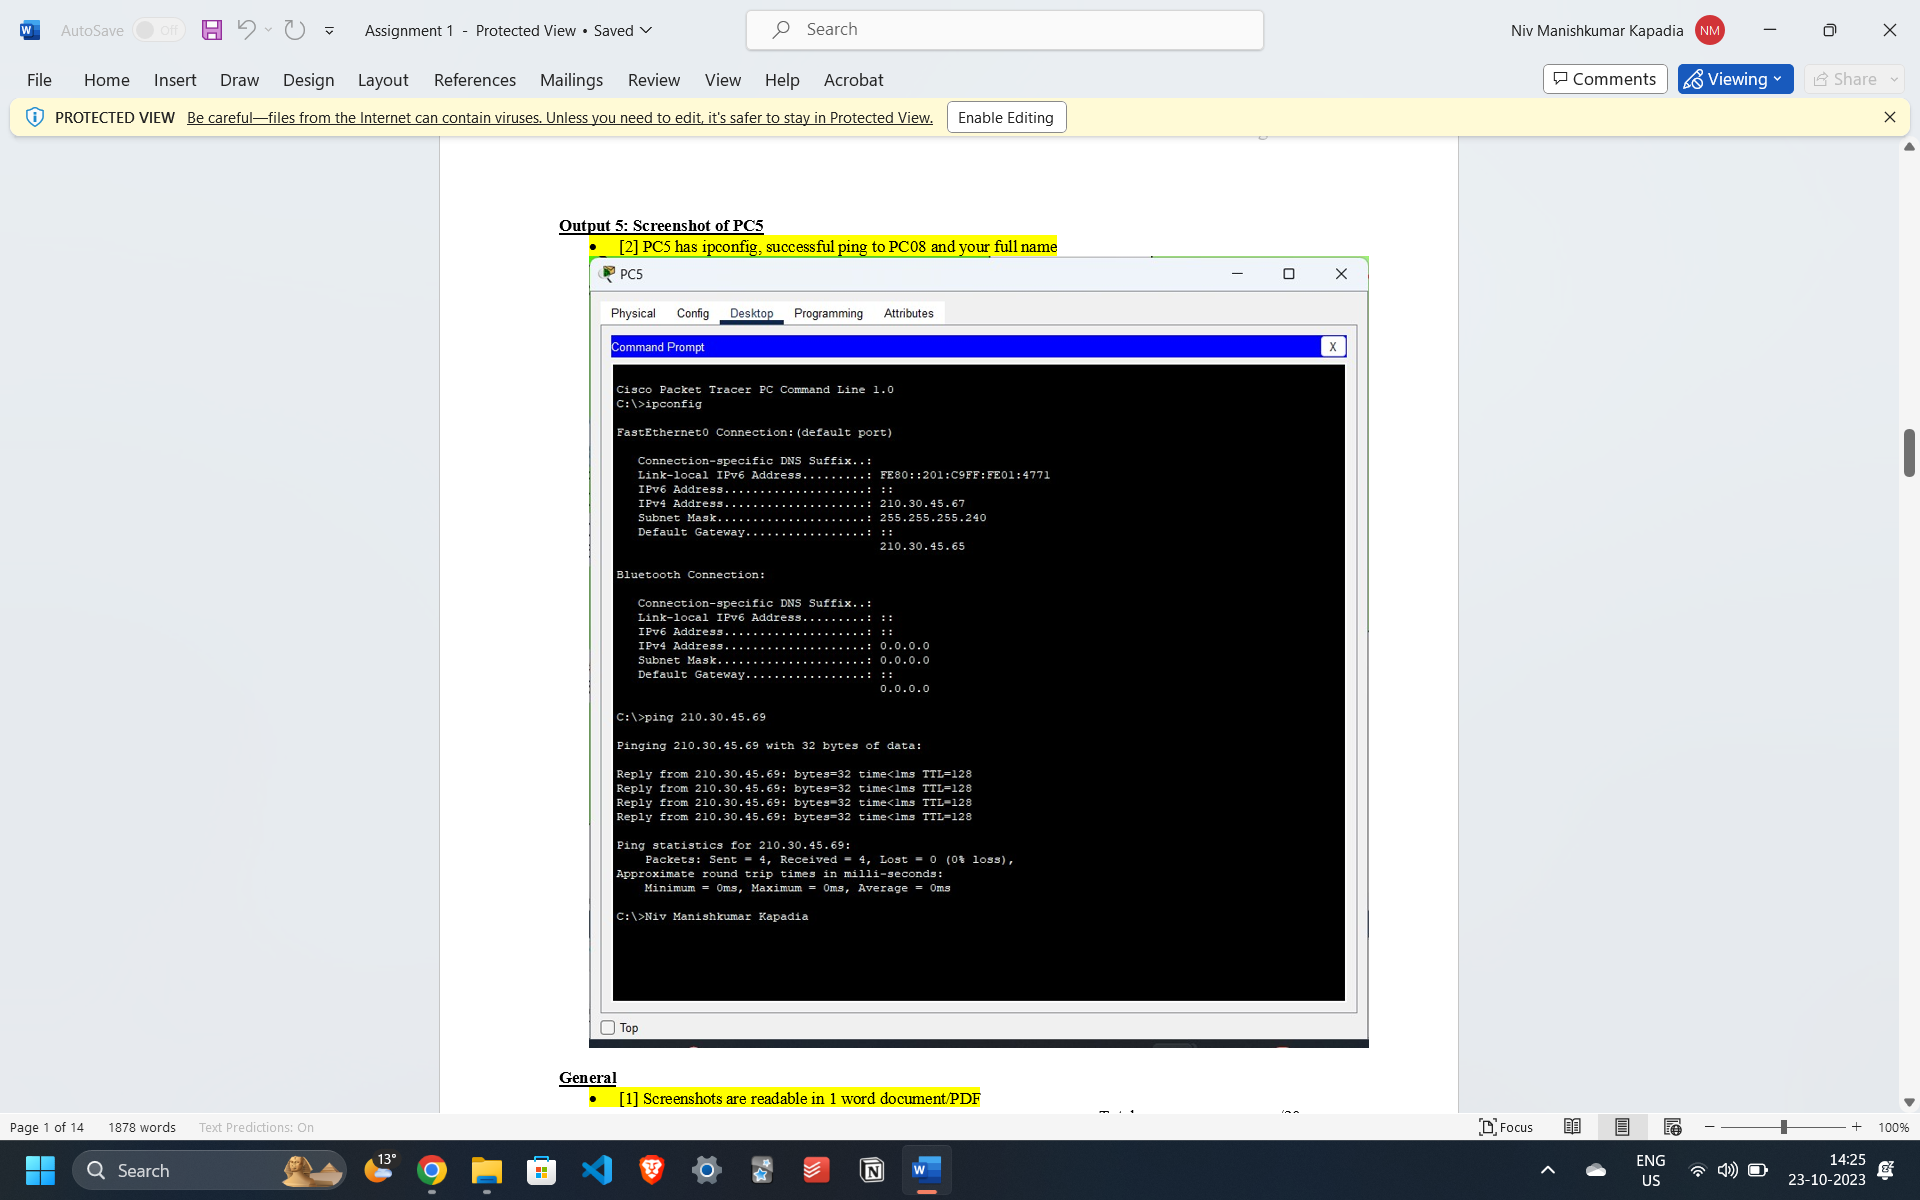 AutoSave Off Assignment 1 - Protected View • Saved Search Niv Manishkumar Kapadia NM
File Home Insert Draw Design Layout References Mailings Review View Help Acrobat Comments Viewing Share
PROTECTED VIEW Be careful—files from the Internet can contain viruses. Unless you need to edit, it's safer to stay in Protected View. Enable Editing
Output 5: Screenshot of PC5
• [2] PC5 has ipconfig, successful ping to PC08 and your full name
PC5
Physical Config Desktop Programming Attributes
Command Prompt X
Cisco Packet Tracer PC Command Line 1.0
C:\>ipconfig
FastEthernet0 Connection:(default port)
Connection-specific DNS Suffix..:
Link-local IPv6 Address.........: FE80::201:C9FF:FE01:4771
IPv6 Address....................: ::
IPv4 Address....................: 210.30.45.67
Subnet Mask.....................: 255.255.255.240
Default Gateway.................: ::
210.30.45.65
Bluetooth Connection:
Connection-specific DNS Suffix..:
Link-local IPv6 Address.........: ::
IPv6 Address....................: ::
IPv4 Address....................: 0.0.0.0
Subnet Mask.....................: 0.0.0.0
Default Gateway.................: ::
0.0.0.0
C:\>ping 210.30.45.69
Pinging 210.30.45.69 with 32 bytes of data:
Reply from 210.30.45.69: bytes=32 time<1ms TTL=128
Reply from 210.30.45.69: bytes=32 time<1ms TTL=128
Reply from 210.30.45.69: bytes=32 time<1ms TTL=128
Reply from 210.30.45.69: bytes=32 time<1ms TTL=128
Ping statistics for 210.30.45.69:
Packets: Sent = 4, Received = 4, Lost = 0 (0% loss),
Approximate round trip times in milli-seconds:
Minimum = 0ms, Maximum = 0ms, Average = 0ms
C:\>Niv Manishkumar Kapadia
Top
General
• [1] Screenshots are readable in 1 word document/PDF
Page 1 of 14 1878 words Text Predictions: On Focus 100%
Search 13° ENG US 14:25 23-10-2023